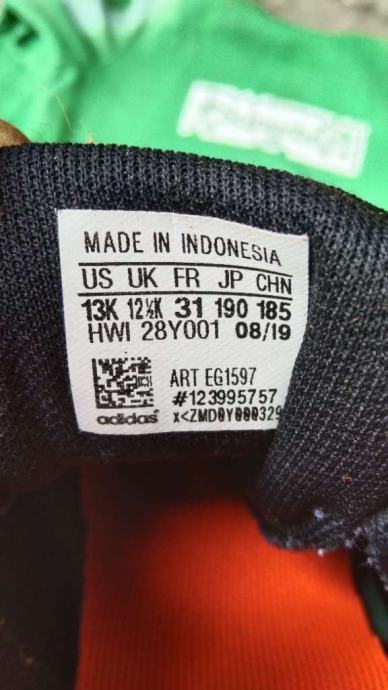 MADE IN INDONESIA
US UK FR JP CHN
13K 12½K 31 190 185
HWI 28Y001 08/19
ART EG1597
#123995757
adidas x<ZMD0Y000329